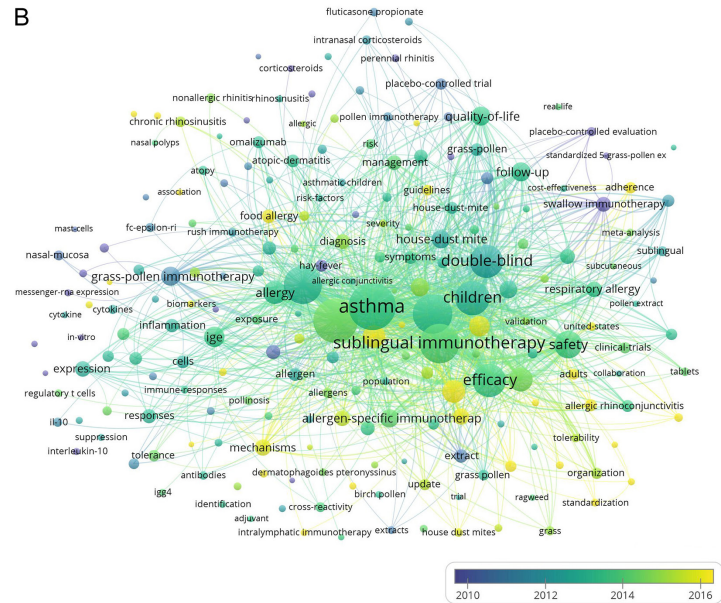 B
fluticasone propionate
intranasal corticosteroids
perennial rhinitis
corticosteroids
placebo-controlled trial
nonallergic rhinitis
rhinosinusitis
real-life
chronic rhinosinusitis
allergic
pollen immunotherapy
quality-of-life
placebo-controlled evaluation
nasal polyps
omalizumab
risk
grass-pollen
standardized 5-grass-pollen ex
atopic-dermatitis
management
atopy
asthmatic-children
follow-up
association
risk-factors
guidelines
cost-effectiveness
adherence
house-dust-mite
swallow immunotherapy
food allergy
severity
mast-cells
fc-epsilon-ri
rush immunotherapy
diagnosis
house-dust mite
meta-analysis
nasal-mucosa
symptoms
double-blind
sublingual
hay-fever
subcutaneous
grass-pollen immunotherapy
allergic conjunctivitis
messenger-rna expression
allergy
children
respiratory allergy
biomarkers
asthma
pollen extract
cytokine
cytokines
exposure
inflammation
validation
united-states
in-vitro
ige
sublingual immunotherapy
safety
clinical-trials
expression
cells
allergen
population
efficacy
adults
collaboration
tablets
regulatory t cells
immune-responses
pollinosis
allergens
il-10
responses
allergen-specific immunotherap
allergic rhinoconjunctivitis
suppression
interleukin-10
tolerance
mechanisms
extract
tolerability
antibodies
dermatophagoides pteronyssinus
grass pollen
organization
igg4
birch pollen
update
identification
cross-reactivity
trial
ragweed
standardization
adjuvant
intralymphatic immunotherapy
extracts
house dust mites
grass
2010
2012
2014
2016